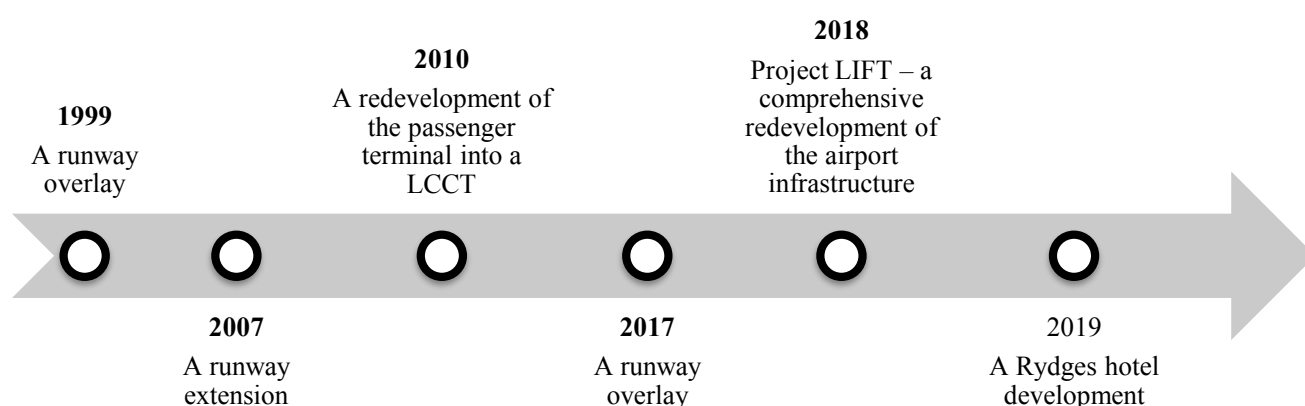 1999
A runway
overlay
2007
A runway
extension
2010
A redevelopment of
the passenger
terminal into a
LCCT
2017
A runway
overlay
2018
Project LIFT – a
comprehensive
redevelopment of
the airport
infrastructure
2019
A Rydges hotel
development